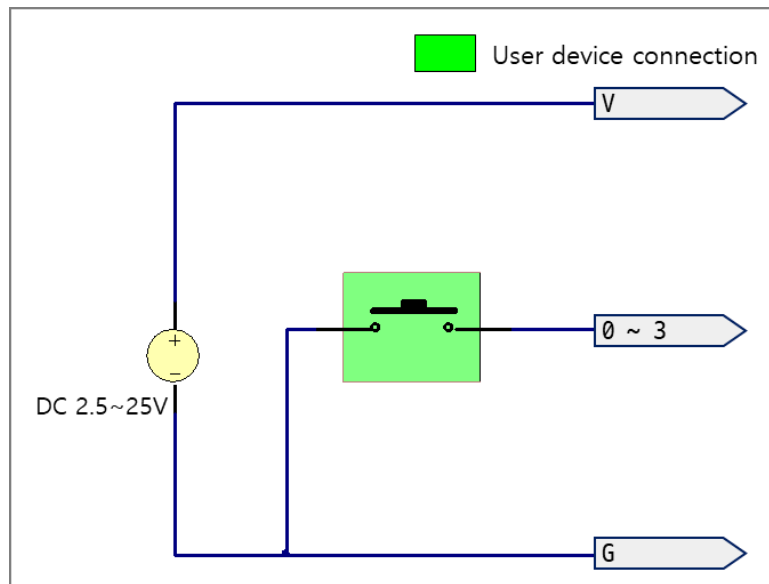 User device connection
V
0 ~ 3
+
−
DC 2.5~25V
G